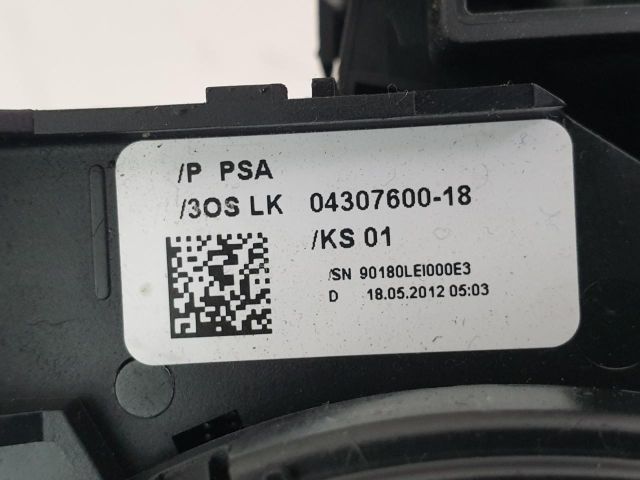 /P PSA
/3OS LK 04307600-18
/KS 01
/SN 90180LEI000E3
D 18.05.2012 05:03